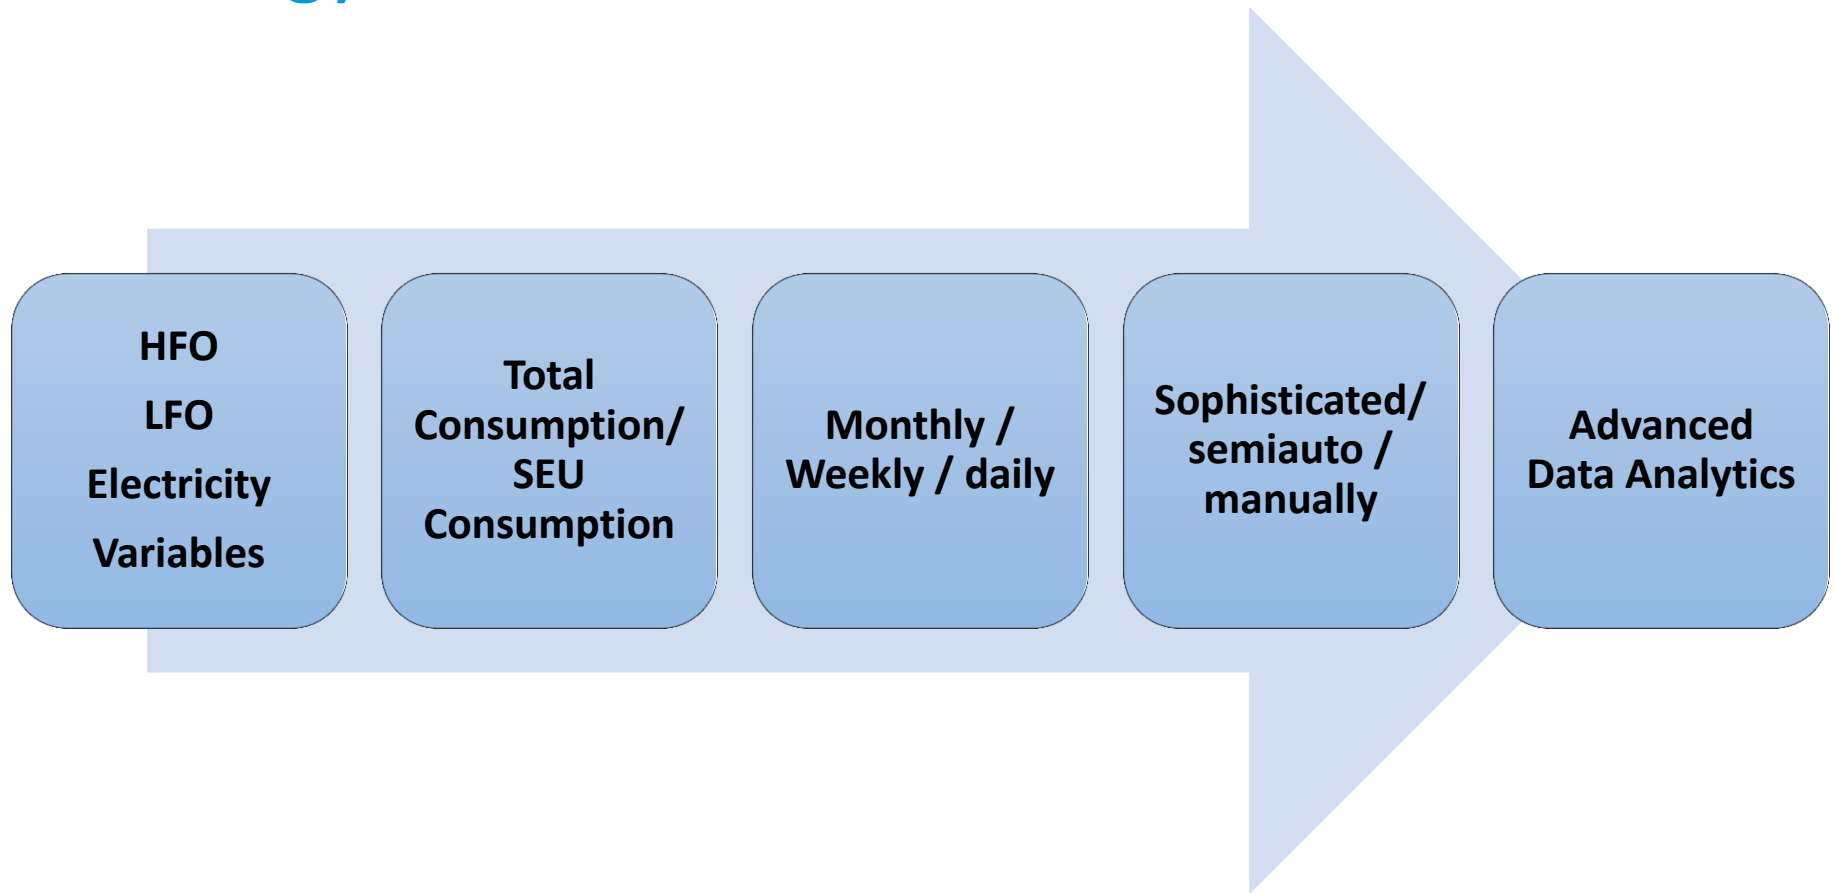 HFO
LFO
Electricity
Variables
Total
Consumption/
SEU
Consumption
Monthly /
Weekly / daily
Sophisticated/
semiauto /
manually
Advanced
Data Analytics